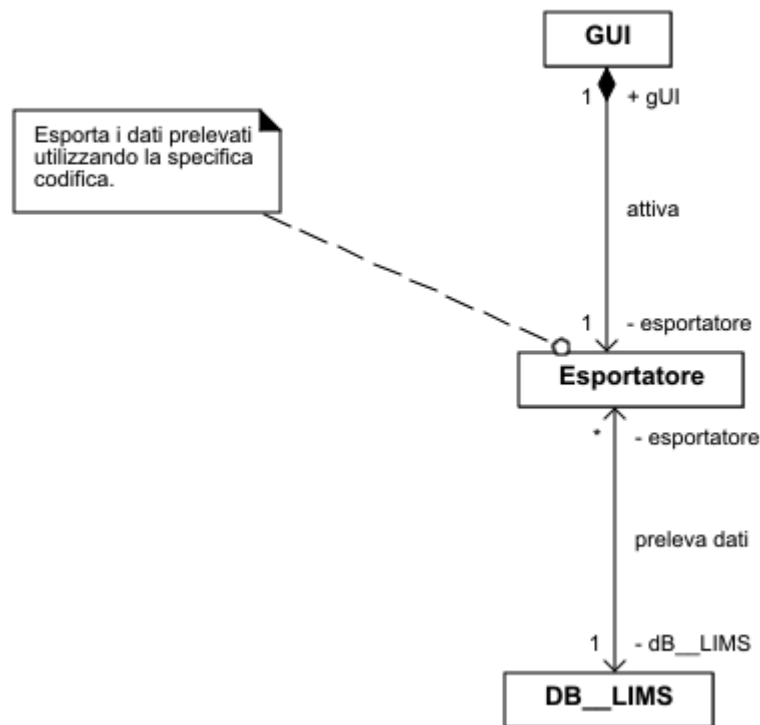 GUI
1 + gUI
Esporta i dati prelevati
utilizzando la specifica
codifica.
attiva
1 - esportatore
Esportatore
* - esportatore
preleva dati
1 - dB__LIMS
DB__LIMS